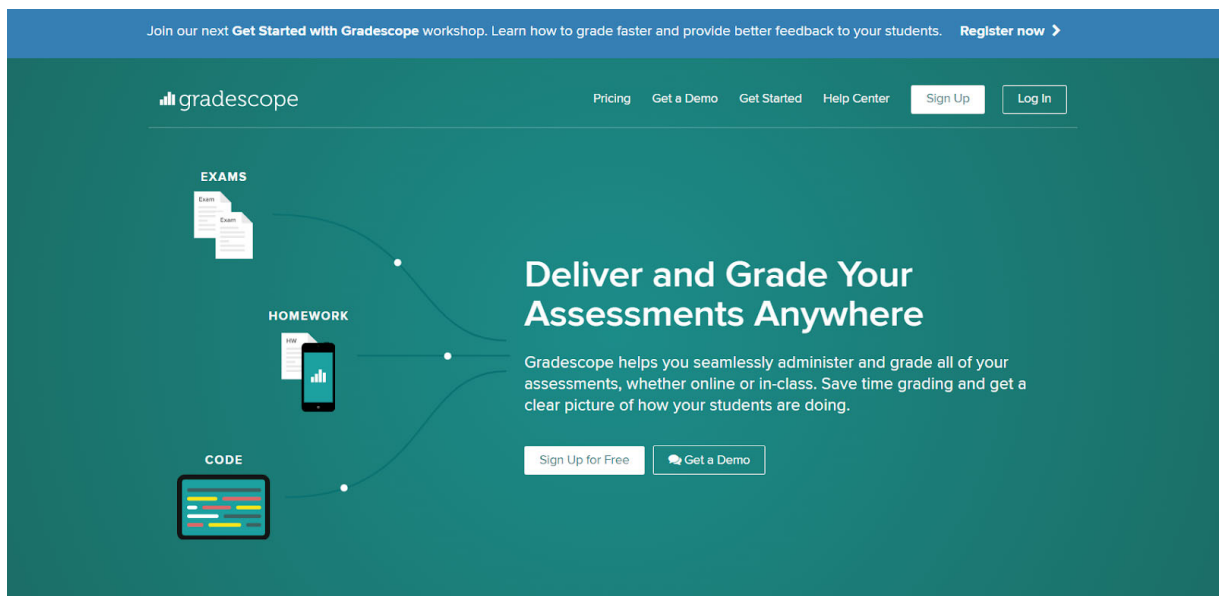 Join our next Get Started with Gradescope workshop. Learn how to grade faster and provide better feedback to your students. Register now
gradescope
Pricing Get a Demo Get Started Help Center Sign Up Log In
EXAMS
Exam
Exam
HOMEWORK
HW
CODE
Deliver and Grade Your
Assessments Anywhere
Gradescope helps you seamlessly administer and grade all of your
assessments, whether online or in-class. Save time grading and get a
clear picture of how your students are doing.
Sign Up for Free Get a Demo